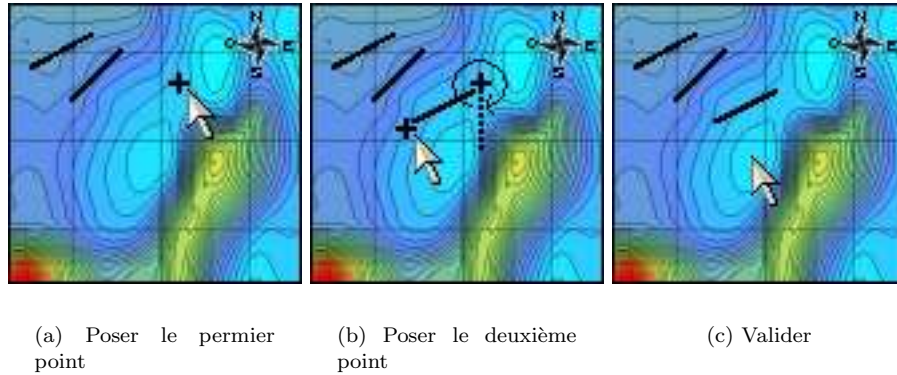 N
O E
S
N
O E
S
N
O E
S
(a) Poser le permier
point
(b) Poser le deuxième
point
(c) Valider